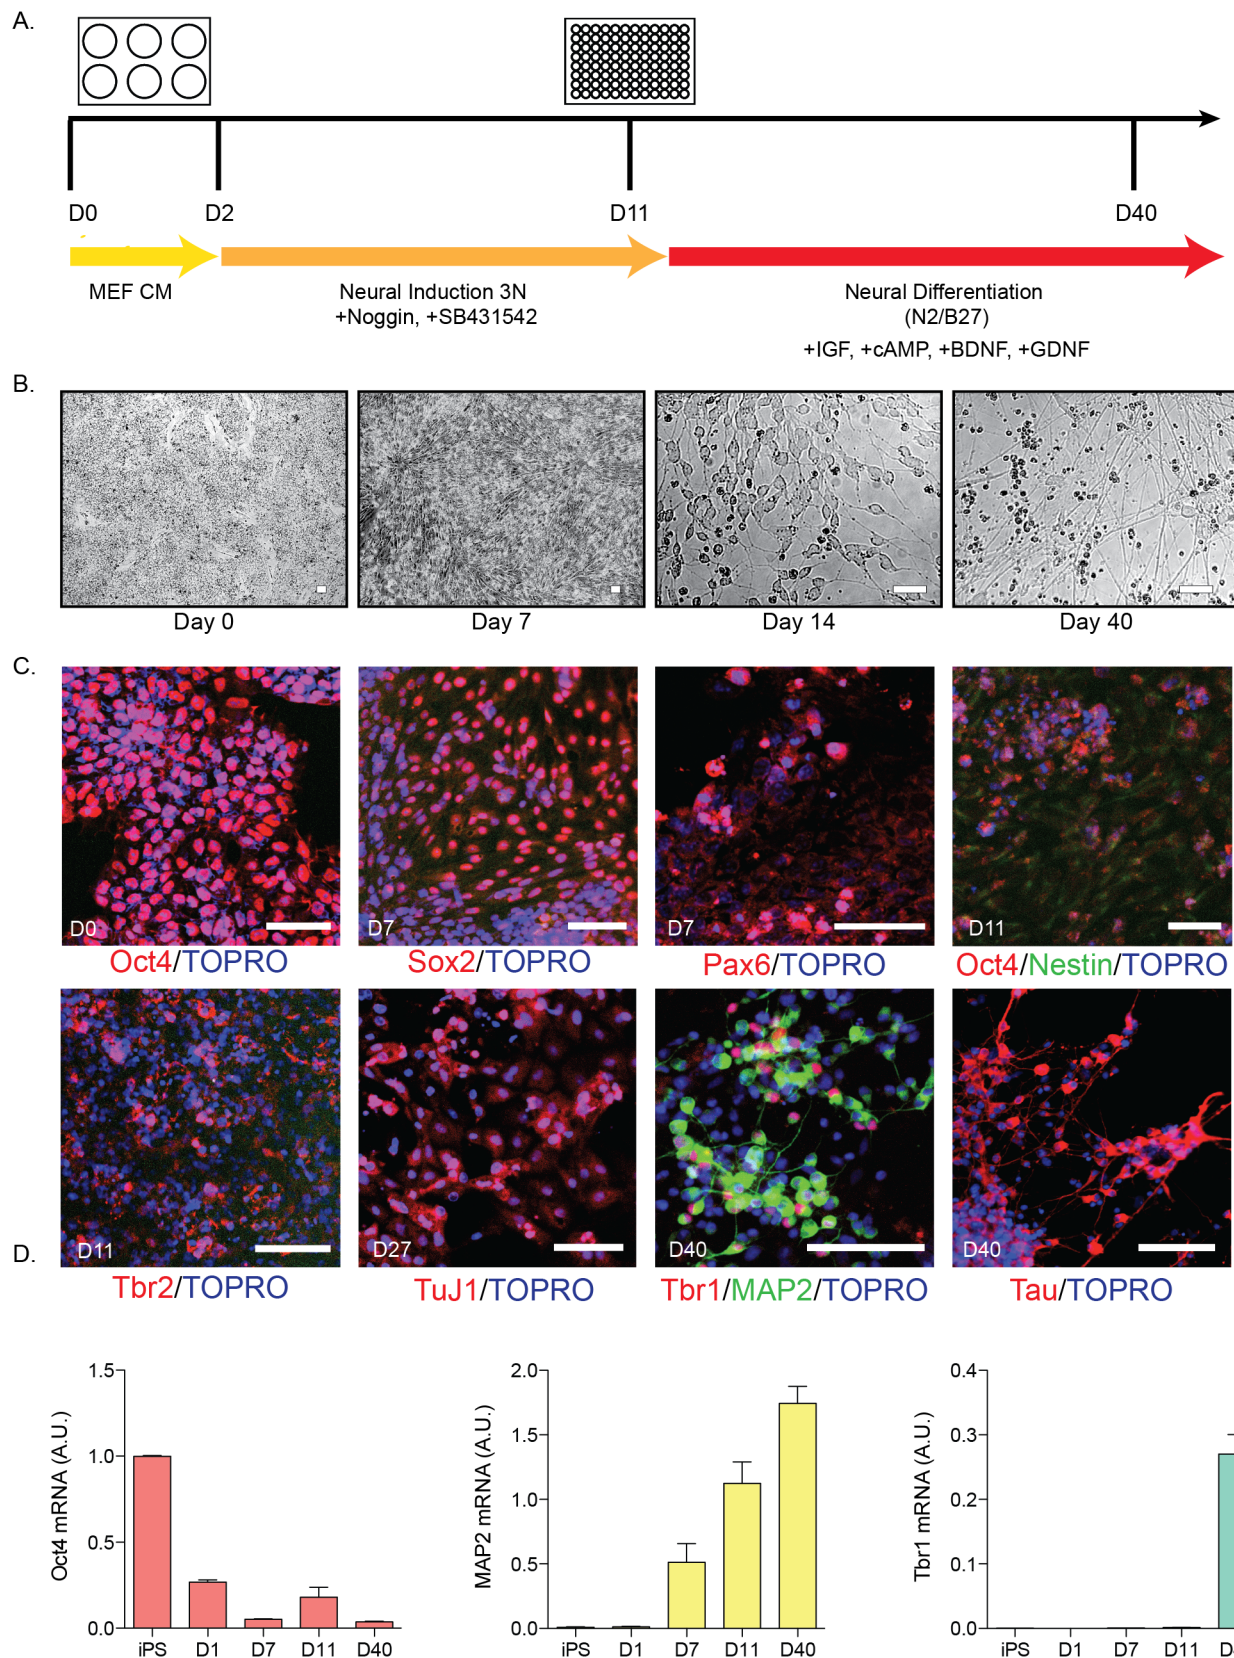 A.
D0
D2
D11
D40
MEF CM
Neural Induction 3N
+Noggin, +SB431542
Neural Differentiation
(N2/B27)
+IGF, +cAMP, +BDNF, +GDNF
B.
Day 0
Day 7
Day 14
Day 40
C.
D0
D7
D7
D11
Oct4/TOPRO
Sox2/TOPRO
Pax6/TOPRO
Oct4/Nestin/TOPRO
D11
D27
D40
D40
D.
Tbr2/TOPRO
TuJ1/TOPRO
Tbr1/MAP2/TOPRO
Tau/TOPRO
Oct4 mRNA (A.U.)
1.5
1.0
0.5
0.0
iPS D1 D7 D11 D40
MAP2 mRNA (A.U.)
2.0
1.5
1.0
0.5
0.0
iPS D1 D7 D11 D40
Tbr1 mRNA (A.U.)
0.4
0.3
0.2
0.1
0.0
iPS D1 D7 D11